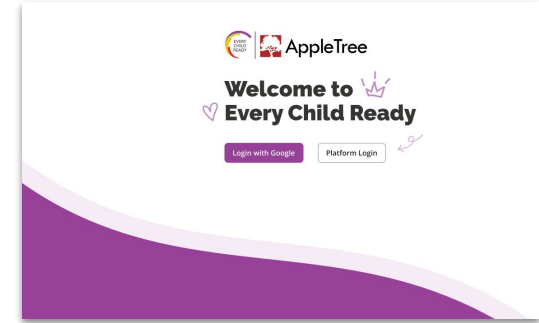 EVERY
CHILD
READY
AppleTree
Welcome to
Every Child Ready
Login with Google
Platform Login